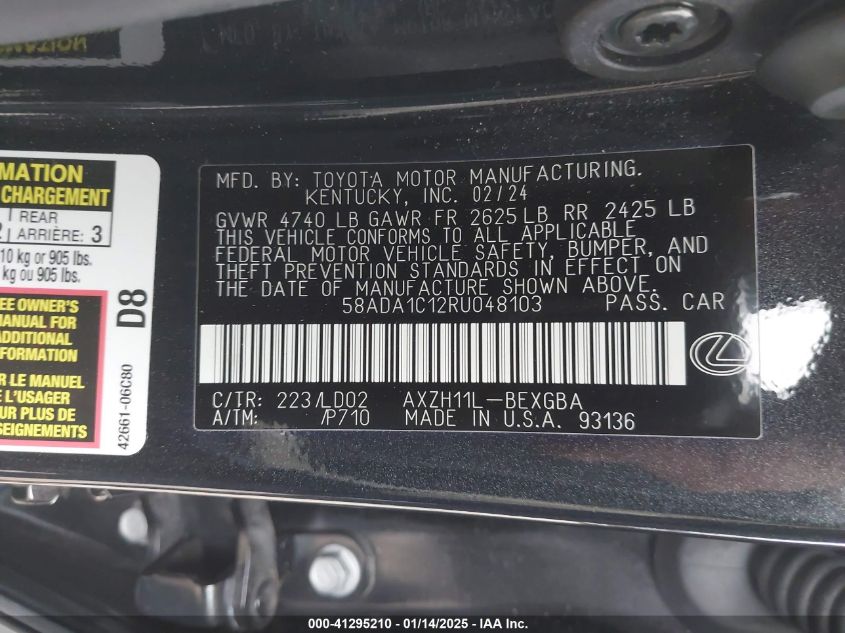 MATION
CHARGEMENT
REAR
ARRIÈRE: 3
10 kg or 905 lbs.
kg ou 905 lbs.
EE OWNER'S
MANUAL FOR
ADDITIONAL
NFORMATION
R LE MANUEL
E L'USAGER
UR PLUS DE
SEIGNEMENTS
D8
42661-06C80
MFD. BY: TOYOTA MOTOR MANUFACTURING.
KENTUCKY, INC. 02/24
GVWR 4740 LB GAWR FR 2625 LB RR 2425 LB
THIS VEHICLE CONFORMS TO ALL APPLICABLE
FEDERAL MOTOR VEHICLE SAFETY, BUMPER, AND
THEFT PREVENTION STANDARDS IN EFFECT ON
THE DATE OF MANUFACTURE SHOWN ABOVE.
58ADA1C12RU048103 PASS. CAR
C/TR: 223/LD02 AXZH11L-BEXGBA
A/TM: /P710 MADE IN U.S.A. 93136
000-41295210 - 01/14/2025 - IAA Inc.